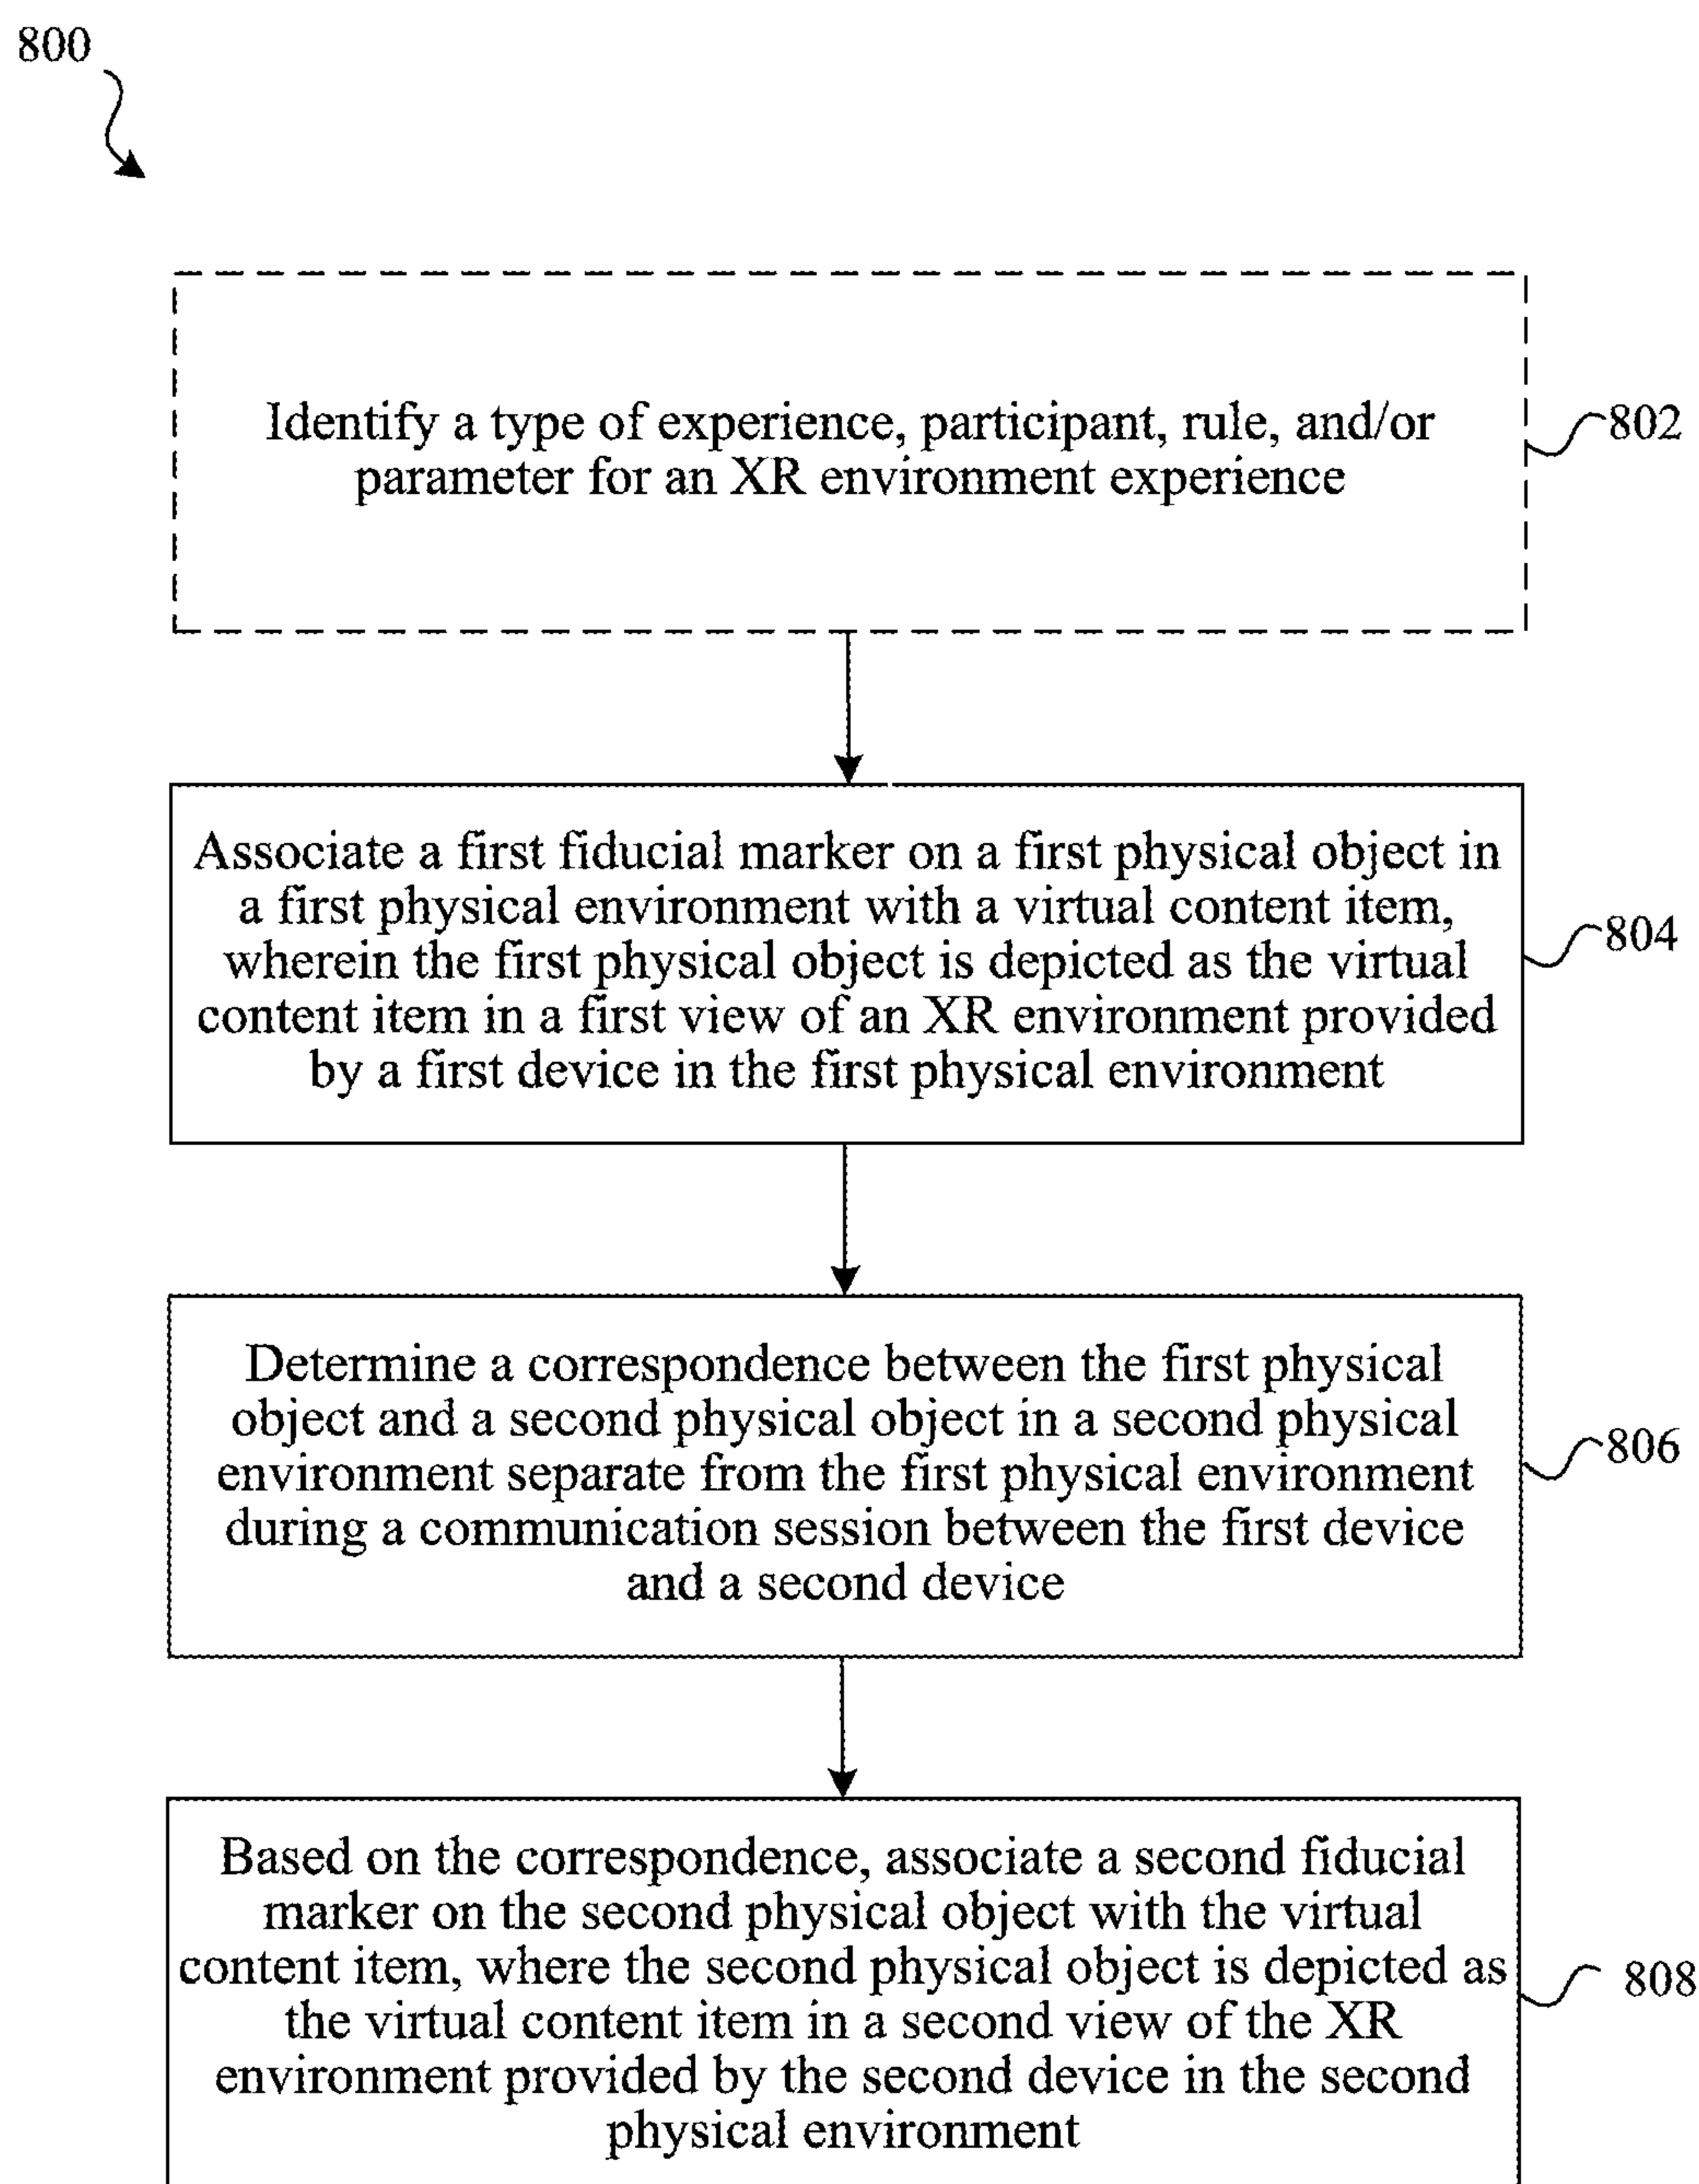 800
Identify a type of experience, participant, rule, and/or
parameter for an XR environment experience
802
Associate a first fiducial marker on a first physical object in
a first physical environment with a virtual content item,
wherein the first physical object is depicted as the virtual
content item in a first view of an XR environment provided
by a first device in the first physical environment
804
Determine a correspondence between the first physical
object and a second physical object in a second physical
environment separate from the first physical environment
during a communication session between the first device
and a second device
806
Based on the correspondence, associate a second fiducial
marker on the second physical object with the virtual
content item, where the second physical object is depicted as
the virtual content item in a second view of the XR
environment provided by the second device in the second
physical environment
808